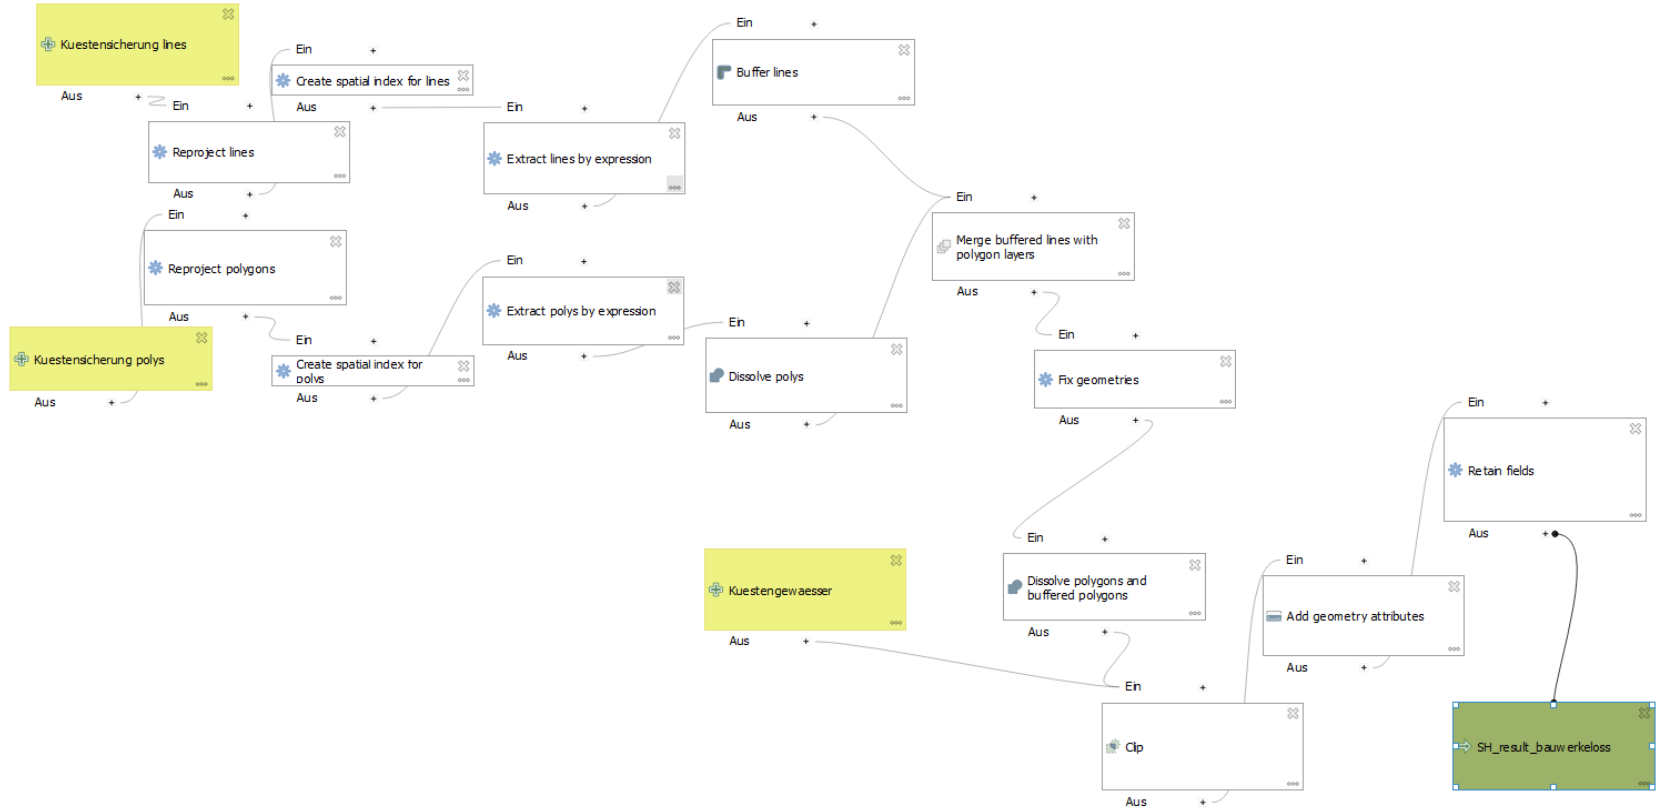 Kuestensicherung lines
Aus
Ein
Create spatial index for lines
Aus
Ein
Reproject lines
Aus
Ein
Reproject polygons
Aus
Kuestensicherung polys
Aus
Ein
Create spatial index for
polys
Aus
Ein
Extract lines by expression
Aus
Ein
Extract polys by expression
Aus
Ein
Buffer lines
Aus
Ein
Dissolve polys
Aus
Ein
Merge buffered lines with
polygon layers
Aus
Ein
Fix geometries
Aus
Ein
Dissolve polygons and
buffered polygons
Aus
Kuestengewaesser
Aus
Ein
Clip
Aus
Ein
Add geometry attributes
Aus
Ein
Retain fields
Aus
SH_result_bauwerkeloss